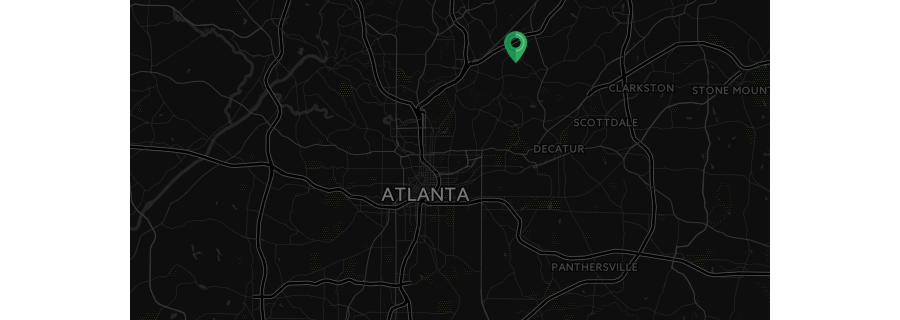 CLARKSTON
STONE MOUNT
SCOTTDALE
DECATUR
ATLANTA
PANTHERSVILLE